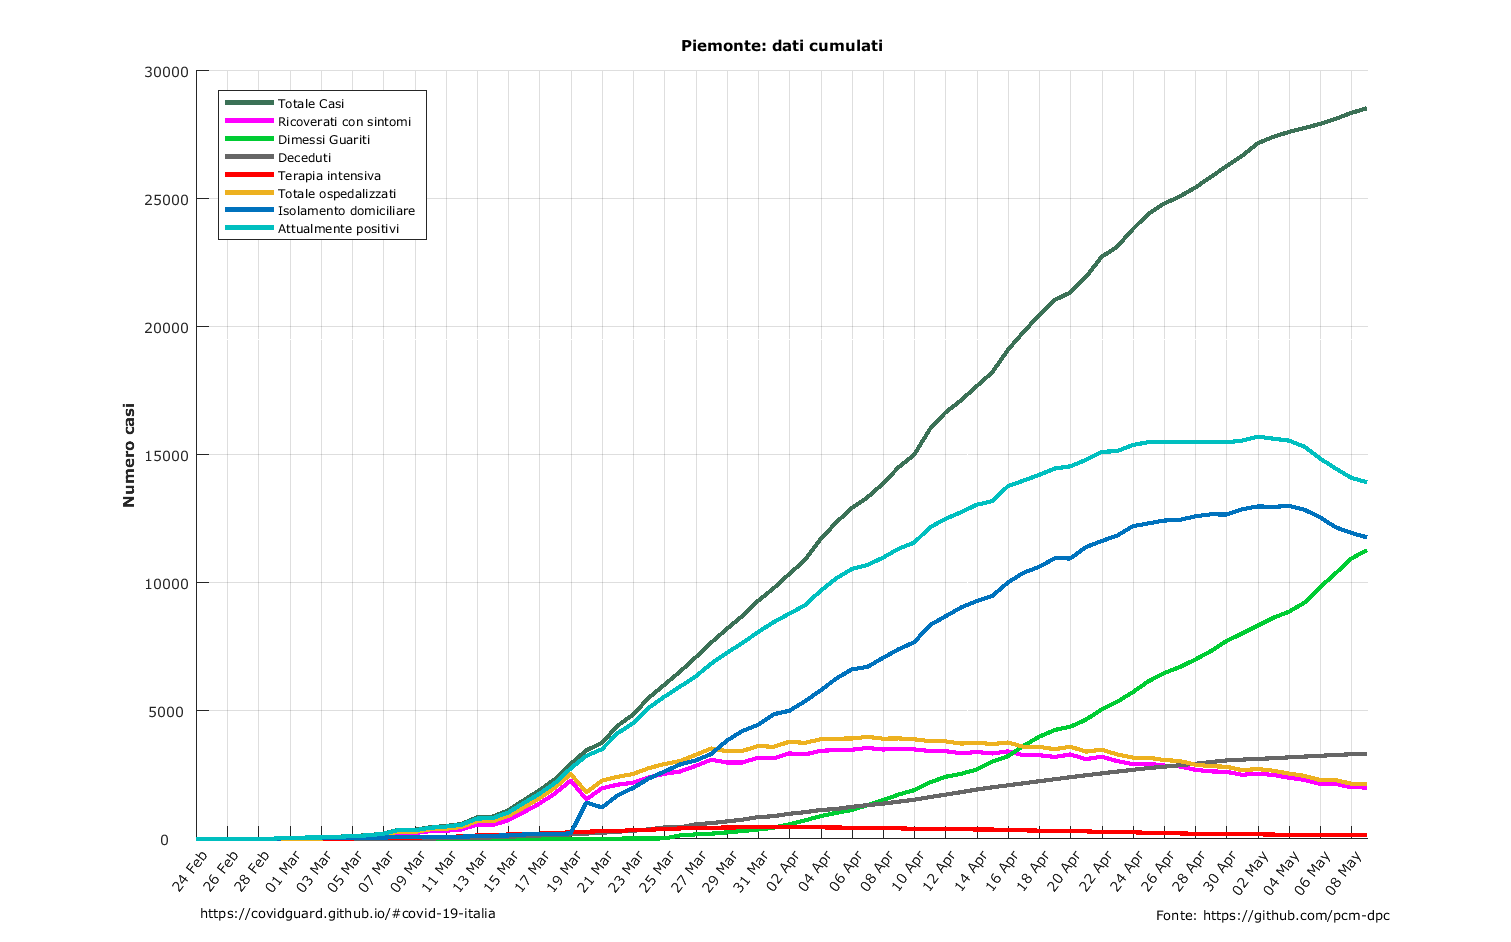 Piemonte: dati cumulati
30000
25000
20000
15000
10000
5000
0
Numero casi
Totale Casi
Ricoverati con sintomi
Dimessi Guariti
Deceduti
Terapia intensiva
Totale ospedalizzati
Isolamento domiciliare
Attualmente positivi
24 Feb
26 Feb
28 Feb
01 Mar
03 Mar
05 Mar
07 Mar
09 Mar
11 Mar
13 Mar
15 Mar
17 Mar
19 Mar
21 Mar
23 Mar
25 Mar
27 Mar
29 Mar
31 Mar
02 Apr
04 Apr
06 Apr
08 Apr
10 Apr
12 Apr
14 Apr
16 Apr
18 Apr
20 Apr
22 Apr
24 Apr
26 Apr
28 Apr
30 Apr
02 May
04 May
06 May
08 May
https://covidguard.github.io/#covid-19-italia
Fonte: https://github.com/pcm-dpc